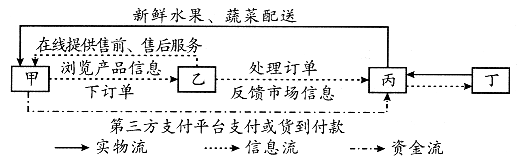 新鲜水果、蔬菜配送
在线提供售前、售后服务
甲 浏览产品信息 乙 处理订单 丙 丁
下订单 反馈市场信息
第三方支付平台支付或货到付款
实物流 信息流 资金流